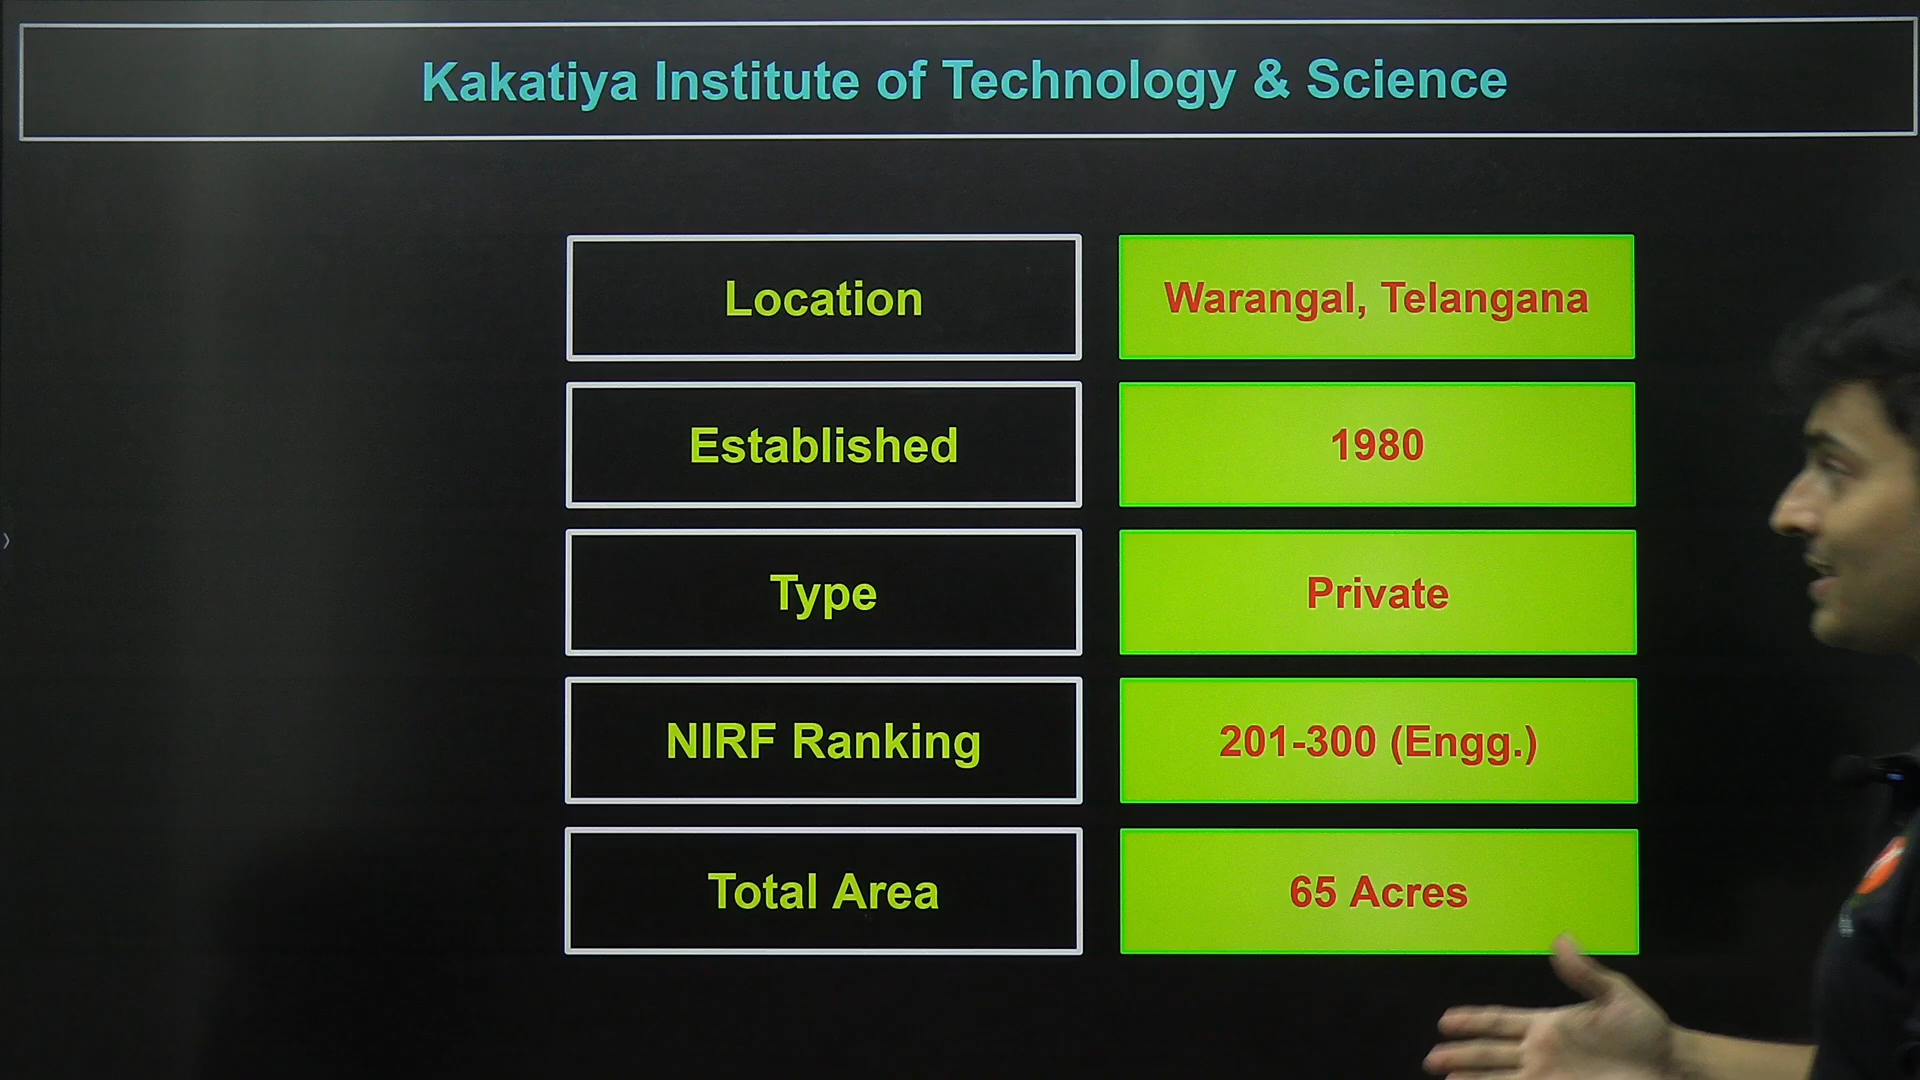 Kakatiya Institute of Technology & Science
Location
Warangal, Telangana
Established
1980
Type
Private
NIRF Ranking
201-300 (Engg.)
Total Area
65 Acres